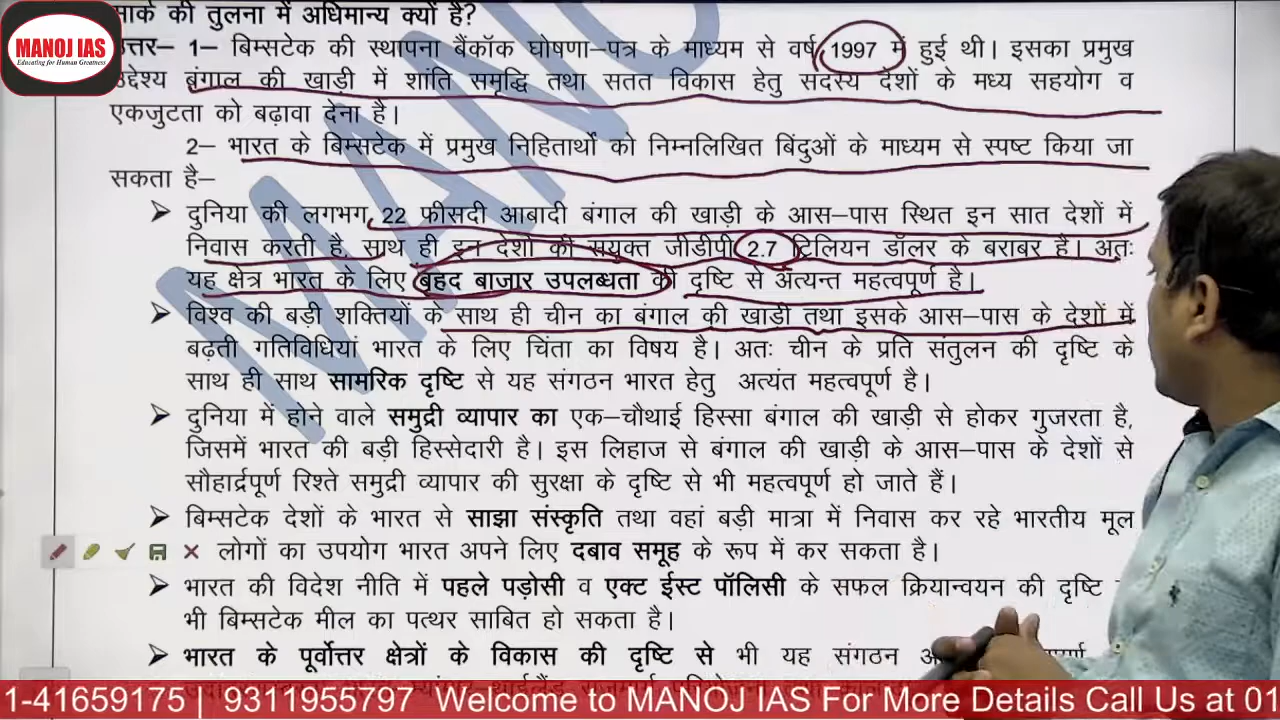 सार्क की तुलना में अधिमान्य क्यों है?
MANOJ IAS
Educating for Human Greatness
उत्तर– 1– बिम्सटेक की स्थापना बैंकॉक घोषणा–पत्र के माध्यम से वर्ष 1997 में हुई थी। इसका प्रमुख
उद्देश्य बंगाल की खाड़ी में शांति समृद्धि तथा सतत विकास हेतु सदस्य देशों के मध्य सहयोग व
एकजुटता को बढ़ावा देना है।
2– भारत के बिम्सटेक में प्रमुख निहितार्थो को निम्नलिखित बिंदुओं के माध्यम से स्पष्ट किया जा
सकता है–
➢ दुनिया की लगभग 22 फीसदी आबादी बंगाल की खाड़ी के आस–पास स्थित इन सात देशों में
निवास करती है, साथ ही इन देशों की संयुक्त जीडीपी 2.7 ट्रिलियन डॉलर के बराबर है। अतः
यह क्षेत्र भारत के लिए बृहद बाजार उपलब्धता की दृष्टि से अत्यन्त महत्वपूर्ण है।
➢ विश्व की बड़ी शक्तियों के साथ ही चीन का बंगाल की खाड़ी तथा इसके आस–पास के देशों में
बढ़ती गतिविधियां भारत के लिए चिंता का विषय है। अतः चीन के प्रति संतुलन की दृष्टि के
साथ ही साथ सामरिक दृष्टि से यह संगठन भारत हेतु अत्यंत महत्वपूर्ण है।
➢ दुनिया में होने वाले समुद्री व्यापार का एक–चौथाई हिस्सा बंगाल की खाड़ी से होकर गुजरता है,
जिसमें भारत की बड़ी हिस्सेदारी है। इस लिहाज से बंगाल की खाड़ी के आस–पास के देशों से
सौहार्द्रपूर्ण रिश्ते समुद्री व्यापार की सुरक्षा के दृष्टि से भी महत्वपूर्ण हो जाते हैं।
➢ बिम्सटेक देशों के भारत से साझा संस्कृति तथा वहां बड़ी मात्रा में निवास कर रहे भारतीय मूल
लोगों का उपयोग भारत अपने लिए दबाव समूह के रूप में कर सकता है।
➢ भारत की विदेश नीति में पहले पड़ोसी व एक्ट ईस्ट पॉलिसी के सफल क्रियान्वयन की दृष्टि
भी बिम्सटेक मील का पत्थर साबित हो सकता है।
➢ भारत के पूर्वोत्तर क्षेत्रों के विकास की दृष्टि से भी यह संगठन
1-41659175 | 9311955797 Welcome to MANOJ IAS For More Details Call Us at 01